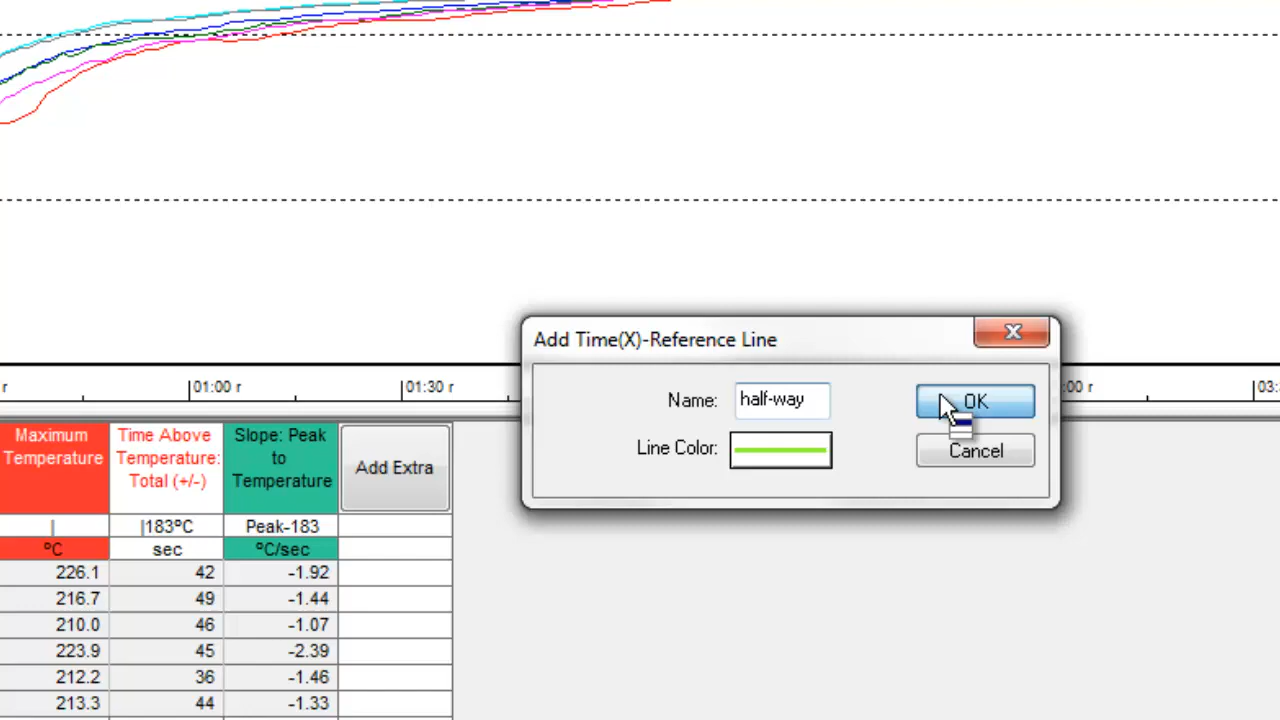 Add Time(X)-Reference Line
Name: half-way OK
Line Color: Cancel
r 01:00 r 01:30 r :00 r 03:
Maximum Temperature Time Above Temperature: Total (+/-) Slope: Peak to Temperature Add Extra
| |183ºC Peak-183
ºC sec ºC/sec
226.1 42 -1.92
216.7 49 -1.44
210.0 46 -1.07
223.9 45 -2.39
212.2 36 -1.46
213.3 44 -1.33